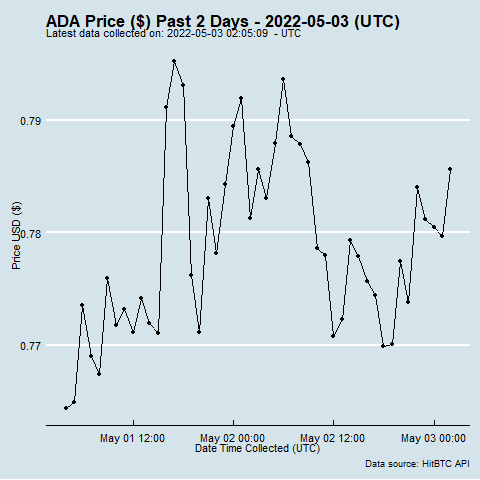 ADA Price ($) Past 2 Days - 2022-05-03 (UTC)
Latest data collected on: 2022-05-03 02:05:09  - UTC
0.79
0.78
0.77
Price USD ($)
May 01 12:00
May 02 00:00
May 02 12:00
May 03 00:00
Date Time Collected (UTC)
Data source: HitBTC API